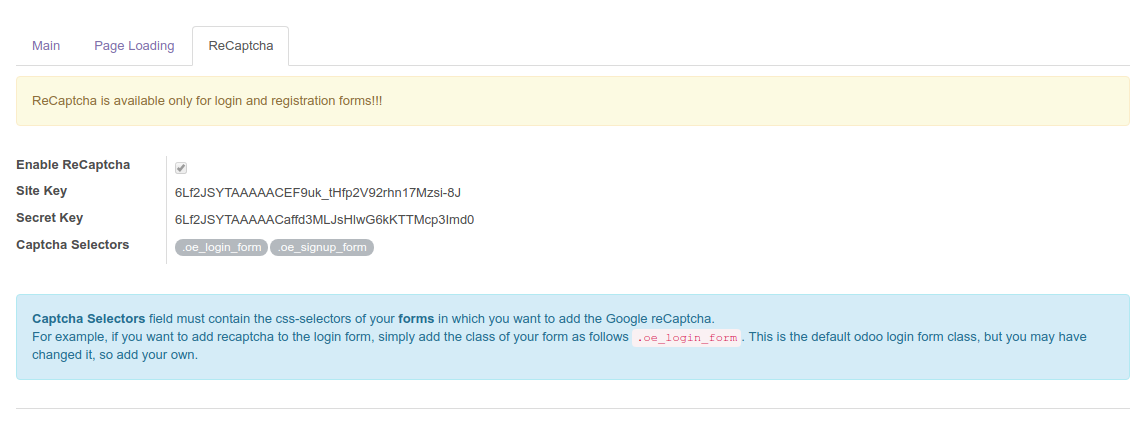 Main Page Loading ReCaptcha
ReCaptcha is available only for login and registration forms!!!
Enable ReCaptcha
Site Key 6Lf2JSYTAAAAACEF9uk_tHfp2V92rhn17Mzsi-8J
Secret Key 6Lf2JSYTAAAAACaffd3MLJsHlwG6kKTTMcp3Imd0
Captcha Selectors .oe_login_form .oe_signup_form
Captcha Selectors field must contain the css-selectors of your forms in which you want to add the Google reCaptcha.
For example, if you want to add recaptcha to the login form, simply add the class of your form as follows .oe_login_form. This is the default odoo login form class, but you may have
changed it, so add your own.